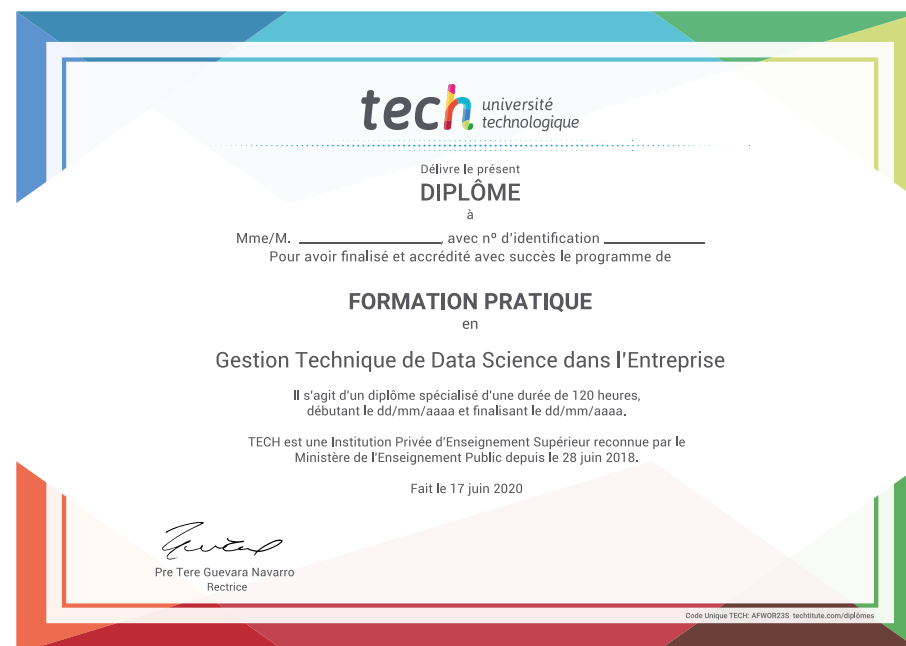 tech université
technologique
Délivre le présent
DIPLÔME
à
Mme/M. ____________________, avec nº d'identification ______________
Pour avoir finalisé et accrédité avec succès le programme de
FORMATION PRATIQUE
en
Gestion Technique de Data Science dans l'Entreprise
Il s'agit d'un diplôme spécialisé d'une durée de 120 heures,
débutant le dd/mm/aaaa et finalisant le dd/mm/aaaa.
TECH est une Institution Privée d'Enseignement Supérieur reconnue par le
Ministère de l'Enseignement Public depuis le 28 juin 2018.
Fait le 17 juin 2020
Pre Tere Guevara Navarro
Rectrice
Code Unique TECH: AFWOR23S techtitute.com/diplômes